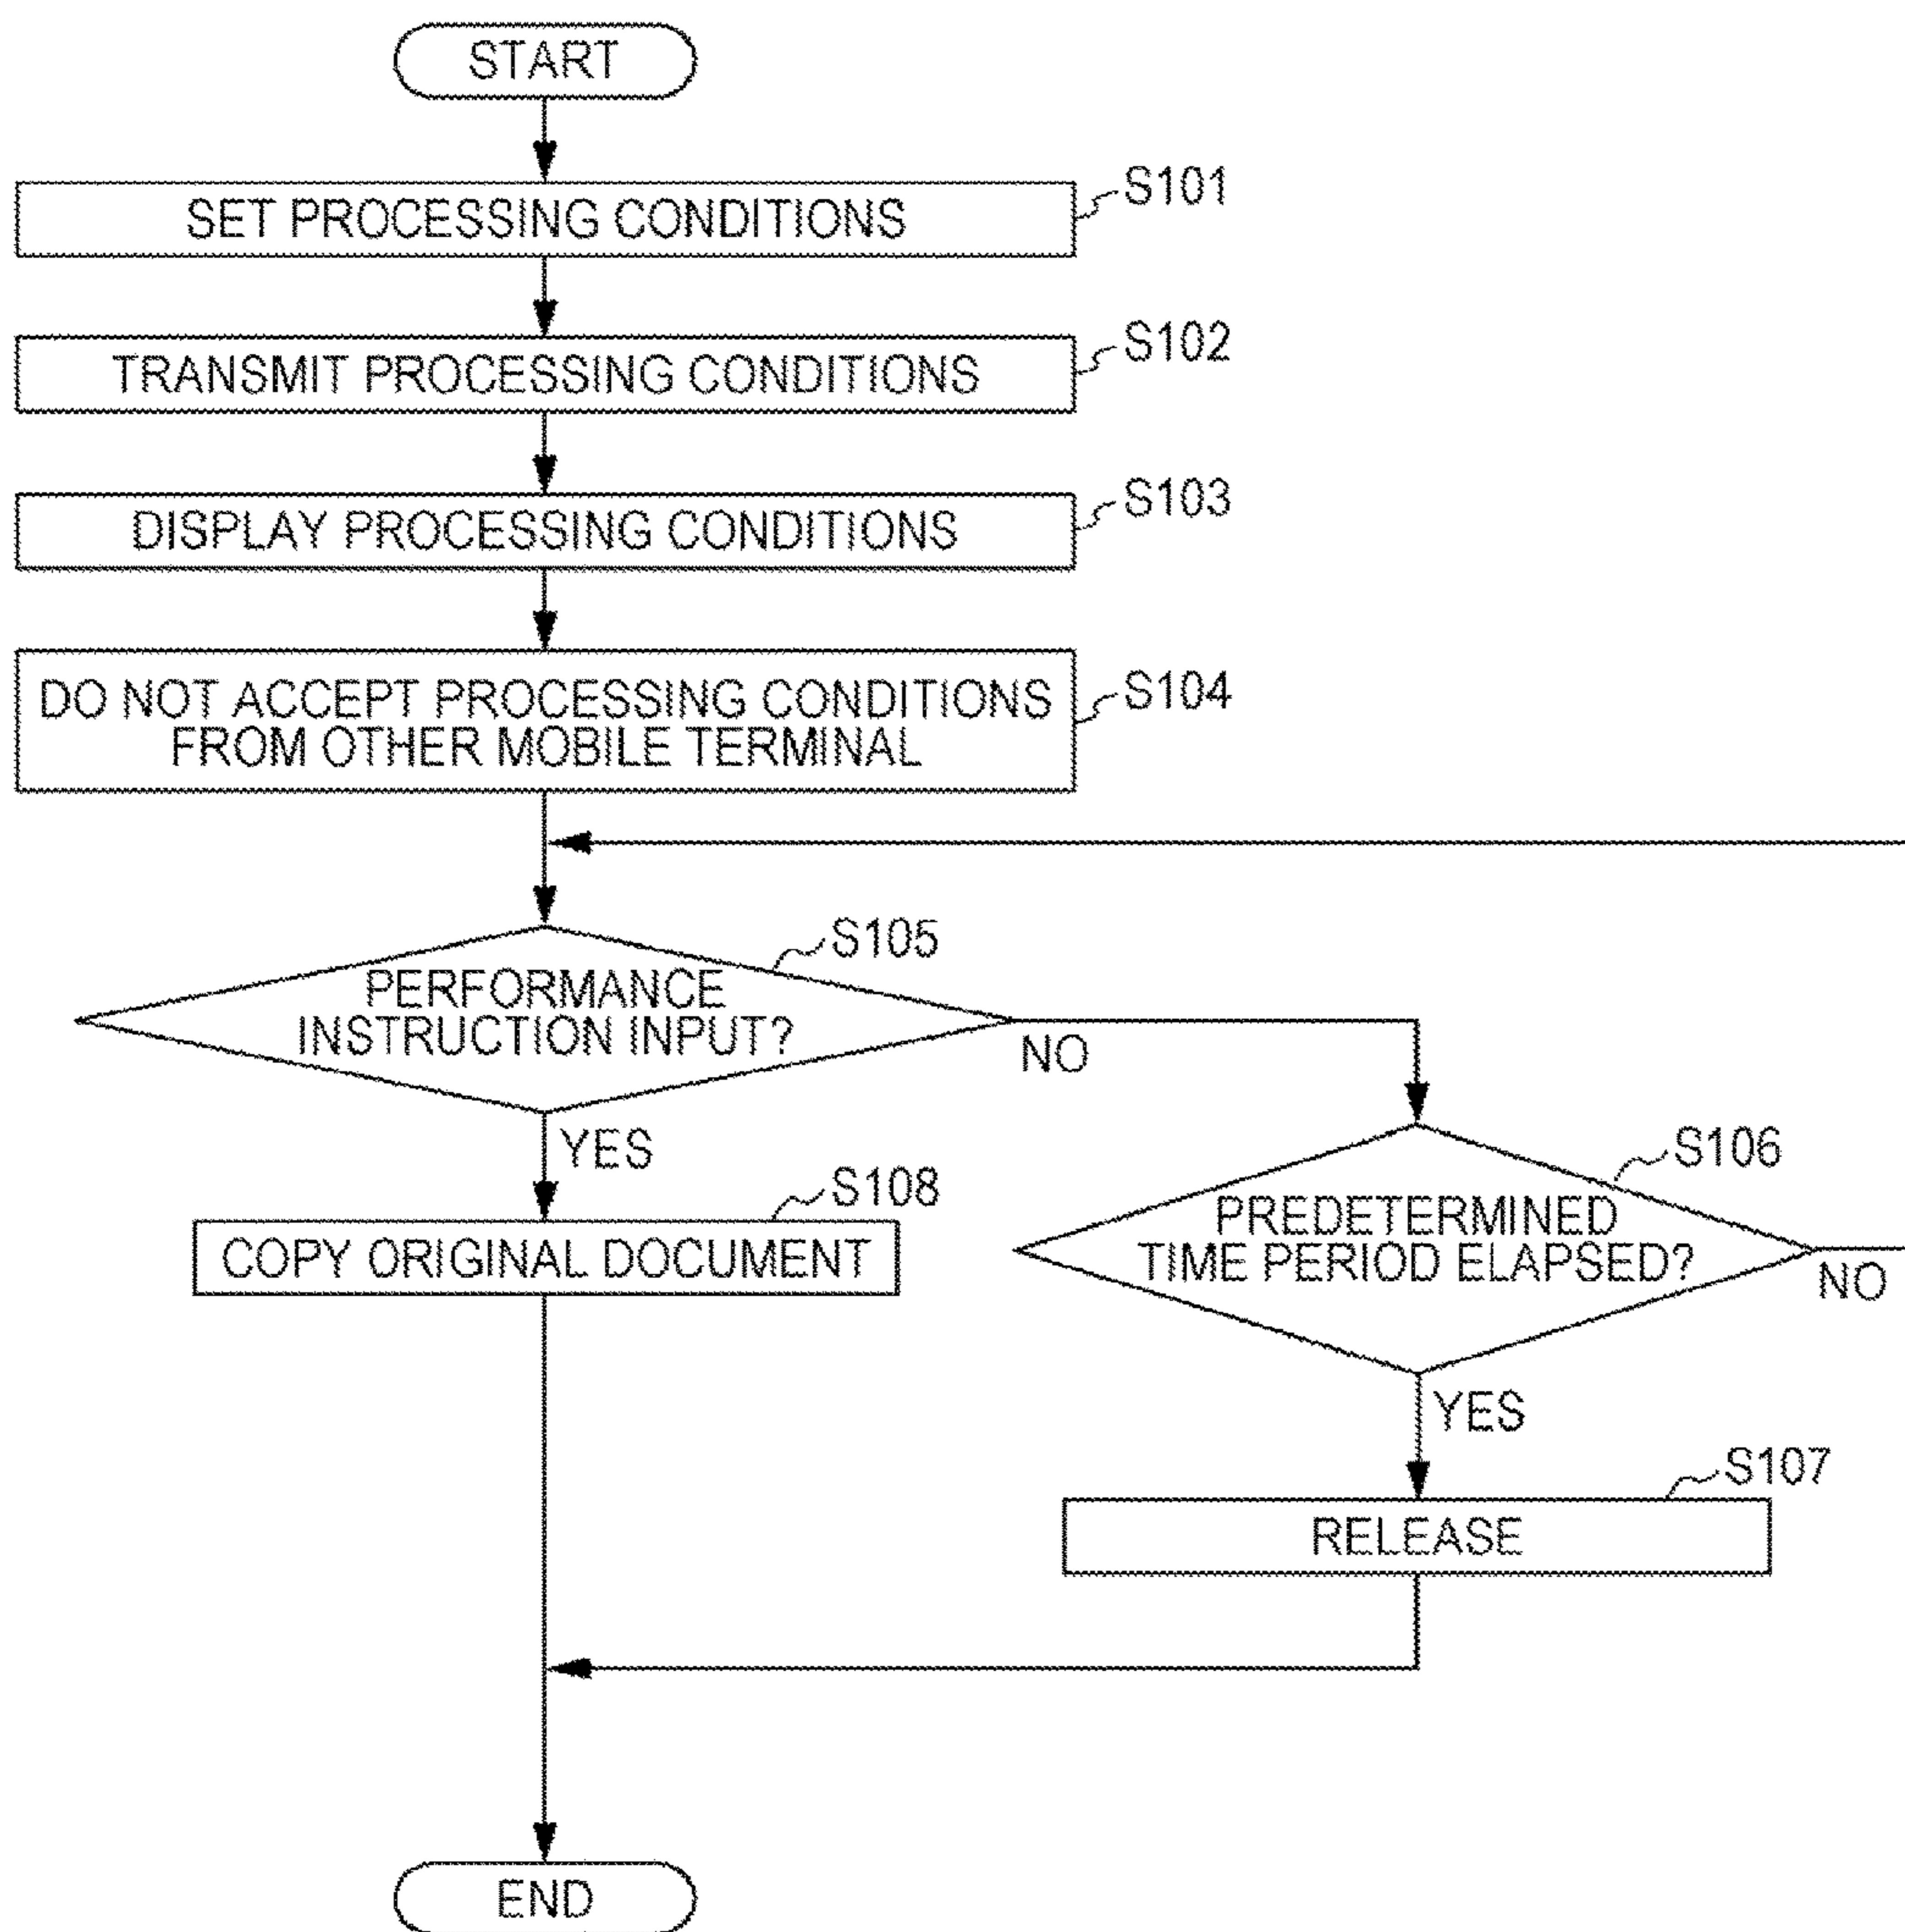 START
SET PROCESSING CONDITIONS
S101
TRANSMIT PROCESSING CONDITIONS
S102
DISPLAY PROCESSING CONDITIONS
S103
DO NOT ACCEPT PROCESSING CONDITIONS
FROM OTHER MOBILE TERMINAL
S104
S105
PERFORMANCE
INSTRUCTION INPUT?
NO
YES
S106
PREDETERMINED
TIME PERIOD ELAPSED?
NO
S108
COPY ORIGINAL DOCUMENT
YES
S107
RELEASE
END